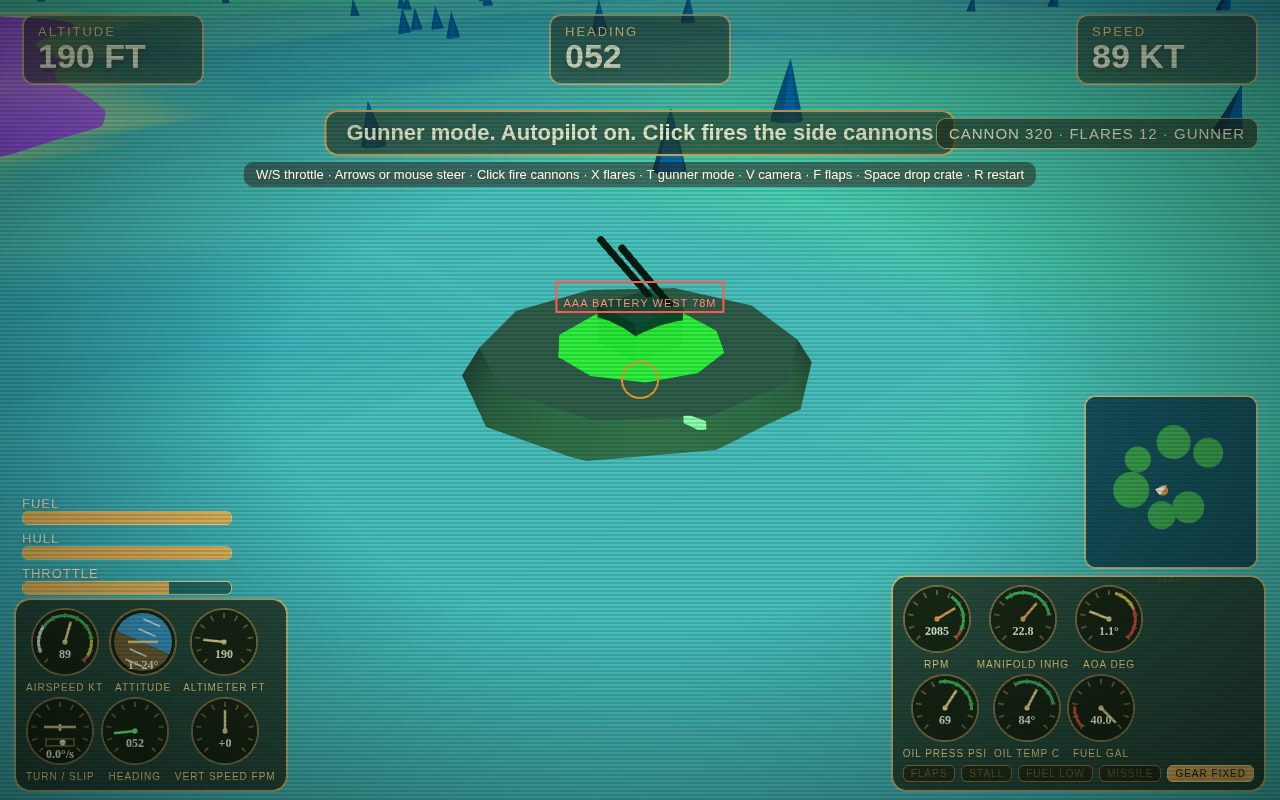 ALTITUDE
190 FT
HEADING
052
SPEED
89 KT
Gunner mode. Autopilot on. Click fires the side cannons
CANNON 320 · FLARES 12 · GUNNER
W/S throttle · Arrows or mouse steer · Click fire cannons · X flares · T gunner mode · V camera · F flaps · Space drop crate · R restart
AAA BATTERY WEST 78M
FUEL
HULL
THROTTLE
MAP
89
1° 24°
190
AIRSPEED KT
ATTITUDE
ALTIMETER FT
0.0°/s
052
+0
TURN / SLIP
HEADING
VERT SPEED FPM
2085
22.8
1.1°
RPM
MANIFOLD INHG
AOA DEG
69
84°
40.0
OIL PRESS PSI
OIL TEMP C
FUEL GAL
FLAPS
STALL
FUEL LOW
MISSILE
GEAR FIXED